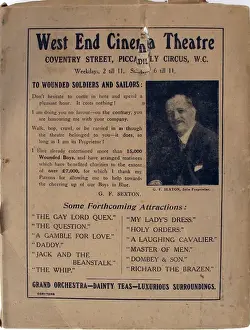 West End Cinema Theatre
COVENTRY STREET, PICCADILLY CIRCUS, W.C.
Weekdays, 2 till 11. Sundays 6 till 11.
TO WOUNDED SOLDIERS AND SAILORS:
Don't hesitate to come in here and spend a
chance. It costs nothing!
I am doing you no favour—on the contrary, you
are honouring me with your company.
Walk, hop, crawl, or be carried in as though
the theatre belonged to you—it does, as
long as I am its Proprietor!
I have already entertained more than 15,000
Wounded Boys, and have arranged matinees
which have benefited charities to the extent
of over £7,000, for which I thank my
Patrons for allowing me to help towards
the cheering up of our Boys in Blue.
G. F. SEXTON.
G. F. SEXTON, Sole Proprietor.
Some Forthcoming Attractions:
"THE GAY LORD QUEX."
"THE QUESTION."
"A GAMBLE FOR LOVE."
"DADDY."
"JACK AND THE
BEANSTALK."
"THE WHIP."
"MY LADY'S DRESS."
"HOLY ORDERS."
"A LAUGHING CAVALIER."
"MASTER OF MEN."
"DOMBEY & SON."
"RICHARD THE BRAZEN."
GRAND ORCHESTRA—DAINTY TEAS—LUXURIOUS SURROUNDINGS.